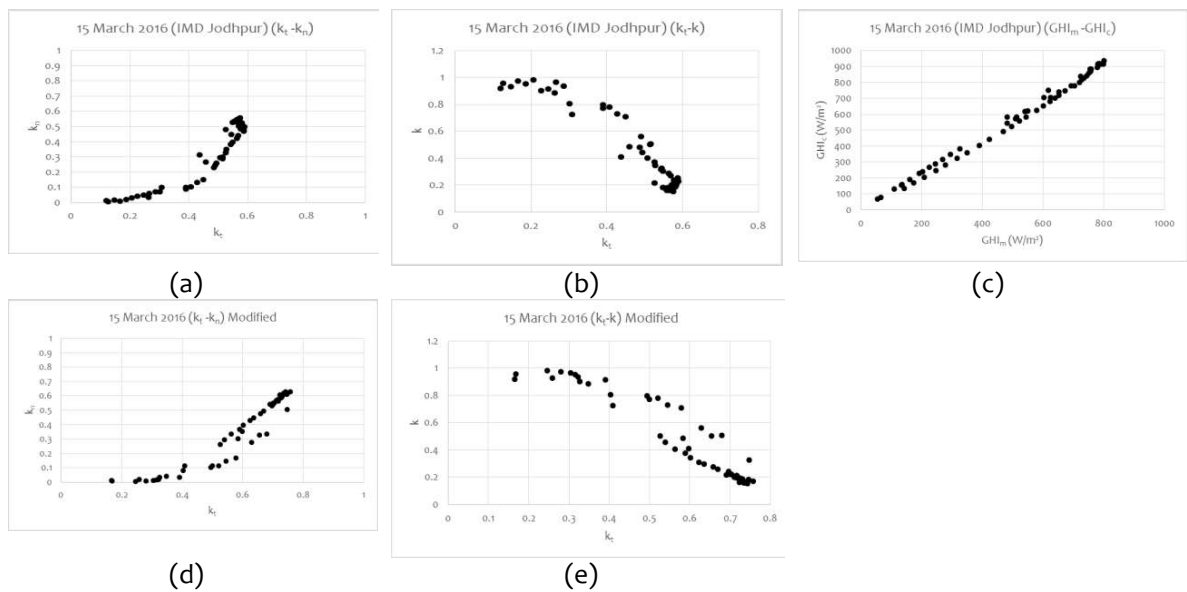 15 March 2016 (IMD Jodhpur) (kt -kn)
kn
1
0.9
0.8
0.7
0.6
0.5
0.4
0.3
0.2
0.1
0
0 0.2 0.4 0.6 0.8 1
kt
(a)
15 March 2016 (IMD Jodhpur) (kt-k)
k
1.2
1
0.8
0.6
0.4
0.2
0
0 0.2 0.4 0.6 0.8
kt
(b)
15 March 2016 (IMD Jodhpur) (GHIm -GHIc)
GHIc (W/m²)
1000
900
800
700
600
500
400
300
200
100
0
0 200 400 600 800 1000
GHIm (W/m²)
(c)
15 March 2016 (kt -kn) Modified
kn
1
0.9
0.8
0.7
0.6
0.5
0.4
0.3
0.2
0.1
0
0 0.2 0.4 0.6 0.8 1
kt
(d)
15 March 2016 (kt-k) Modified
k
1.2
1
0.8
0.6
0.4
0.2
0
0 0.1 0.2 0.3 0.4 0.5 0.6 0.7 0.8
kt
(e)